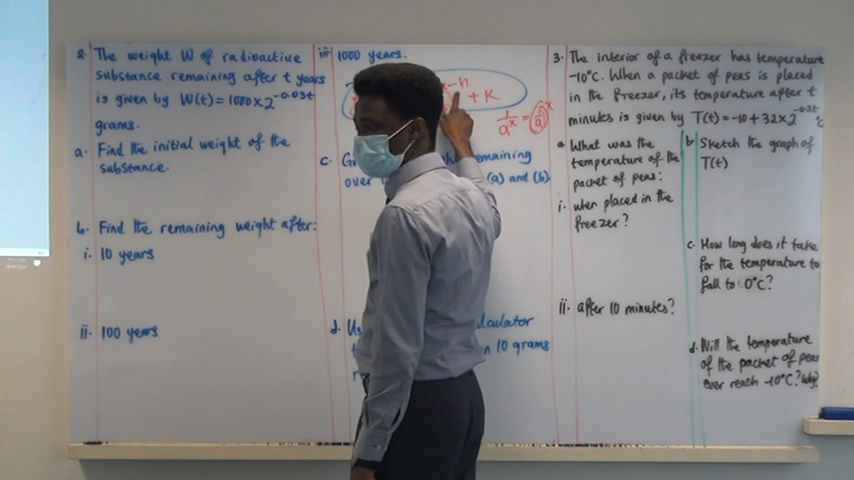 2. The weight W of radioactive
substance remaining after t years
is given by W(t) = 1000 × 2^-0.03t
grams.
a. Find the initial weight of the
substance.
b. Find the remaining weight after:
i. 10 years
ii. 100 years
iii. 1000 years.
x-h
+ K
1/a^x = (1/a)^x
c. remaining
over (a) and (b).
d. Us lculator
10 grams
3. The interior of a freezer has temperature
-10°C. When a packet of peas is placed
in the freezer, its temperature after t
minutes is given by T(t) = -10 + 32 × 2^-0.2t °C
a. What was the
temperature of the
packet of peas:
i. when placed in the
freezer?
ii. after 10 minutes?
b. Sketch the graph of
T(t)
c. How long does it take
for the temperature to
fall to 0°C?
d. Will the temperature
of the packet of peas
ever reach -10°C? Why?